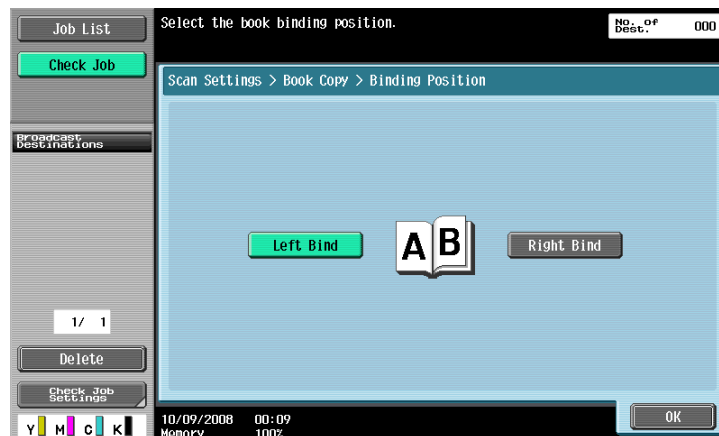 Job List
Select the book binding position.
No. of
Dest.
000
Check Job
Scan Settings > Book Copy > Binding Position
Broadcast
Destinations
Left Bind
A B
Right Bind
1/ 1
Delete
Check Job
Settings
OK
Y M C K
10/09/2008 00:09
Memory 100%